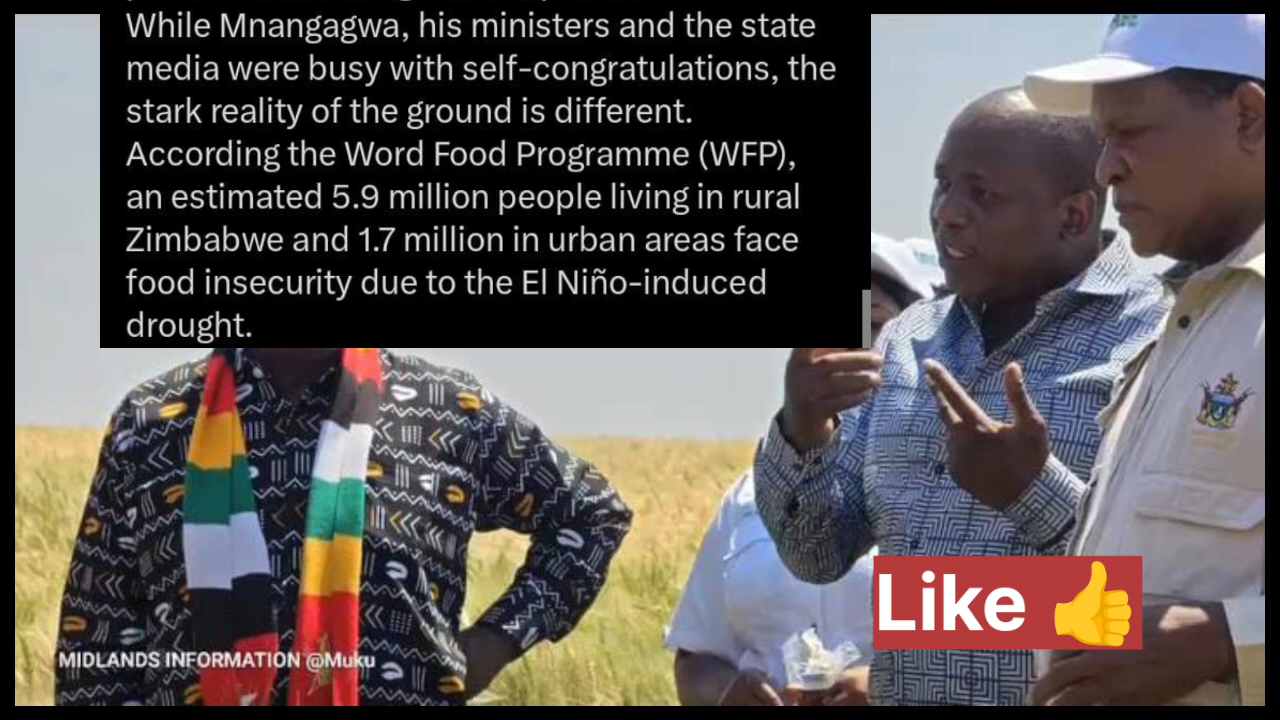 While Mnangagwa, his ministers and the state
media were busy with self-congratulations, the
stark reality of the ground is different.
According the Word Food Programme (WFP),
an estimated 5.9 million people living in rural
Zimbabwe and 1.7 million in urban areas face
food insecurity due to the El Niño-induced
drought.
Like 👍
MIDLANDS INFORMATION @Muku